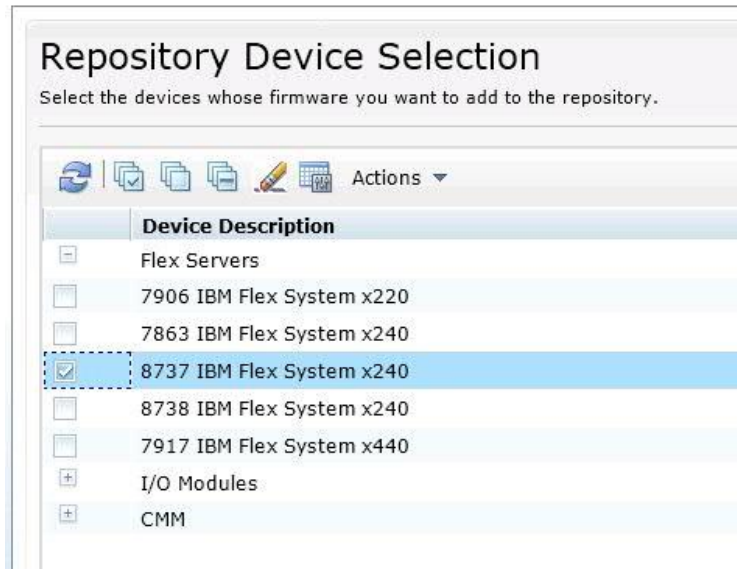 Repository Device Selection
Select the devices whose firmware you want to add to the repository.
Actions
Device Description
Flex Servers
7906 IBM Flex System x220
7863 IBM Flex System x240
8737 IBM Flex System x240
8738 IBM Flex System x240
7917 IBM Flex System x440
I/O Modules
CMM